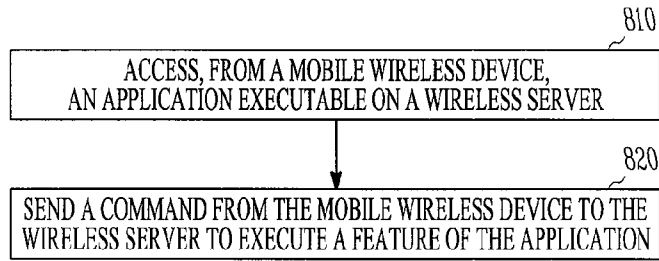 810
ACCESS, FROM A MOBILE WIRELESS DEVICE,
AN APPLICATION EXECUTABLE ON A WIRELESS SERVER
820
SEND A COMMAND FROM THE MOBILE WIRELESS DEVICE TO THE
WIRELESS SERVER TO EXECUTE A FEATURE OF THE APPLICATION